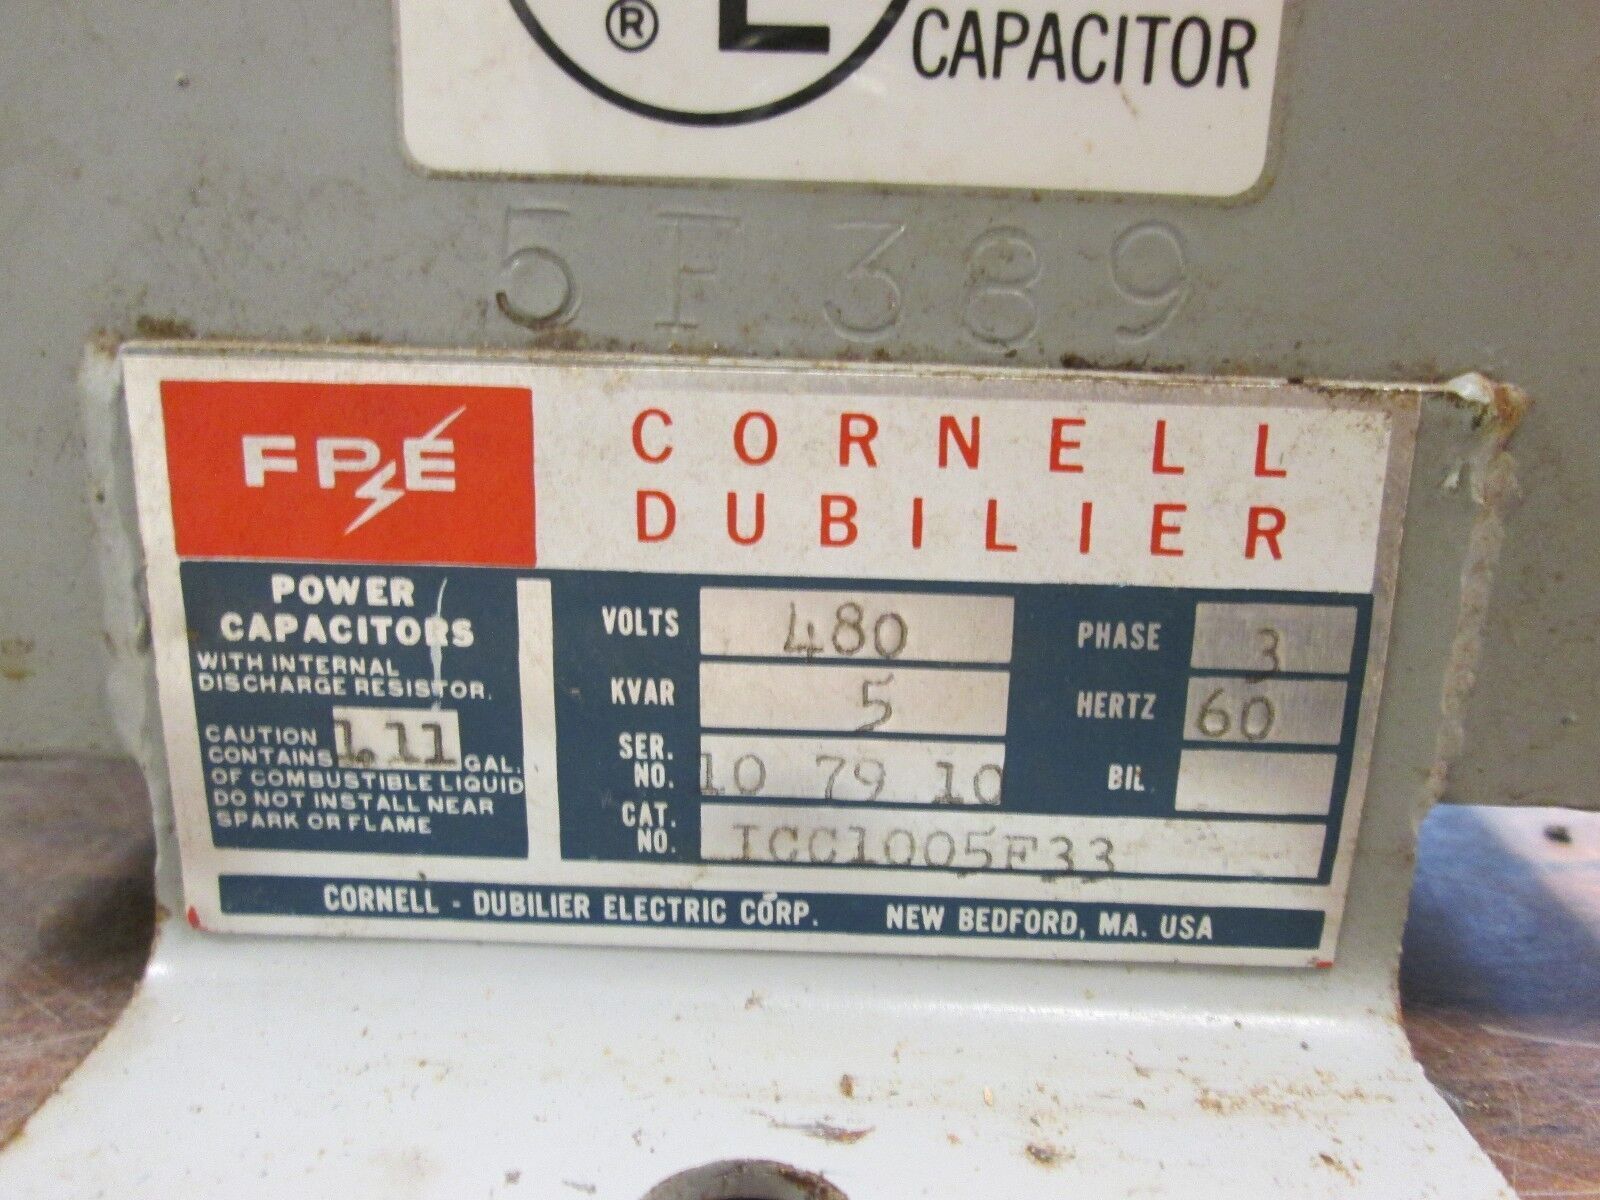 ®
CAPACITOR
5F389
FPE
CORNELL
DUBILIER
POWER
CAPACITORS
WITH INTERNAL
DISCHARGE RESISTOR.
CAUTION
CONTAINS 1.11 GAL.
OF COMBUSTIBLE LIQUID
DO NOT INSTALL NEAR
SPARK OR FLAME
VOLTS 480 PHASE 3
KVAR 5 HERTZ 60
SER.
NO. 10 79 10 BIL
CAT.
NO. ICC1005F33
CORNELL - DUBILIER ELECTRIC CORP. NEW BEDFORD, MA. USA